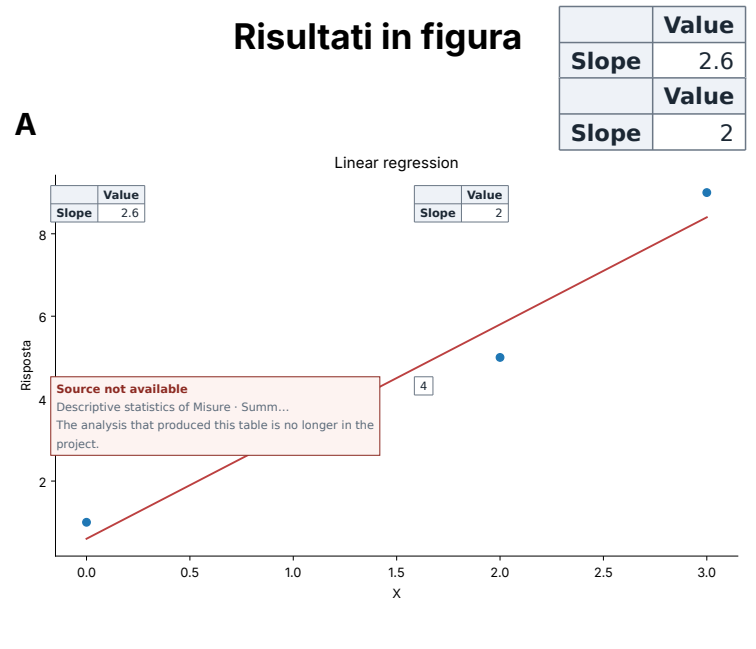 Risultati in figura
Value
Slope 2.6
Value
Slope 2
A
Linear regression
Value
Slope 2.6
Value
Slope 2
8
6
Risposta
4
2
Source not available
Descriptive statistics of Misure · Summ…
The analysis that produced this table is no longer in the
project.
4
0.0 0.5 1.0 1.5 2.0 2.5 3.0
X